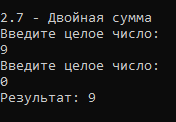 2.7 - Двойная сумма
Введите целое число:
9
Введите целое число:
0
Результат: 9